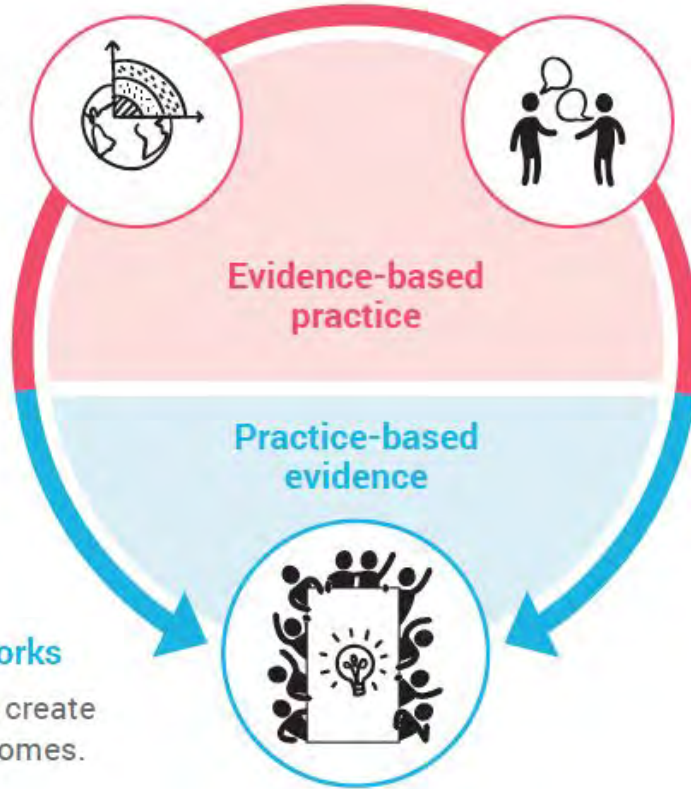 Evidence-based
practice
Practice-based
evidence
orks
create
omes.